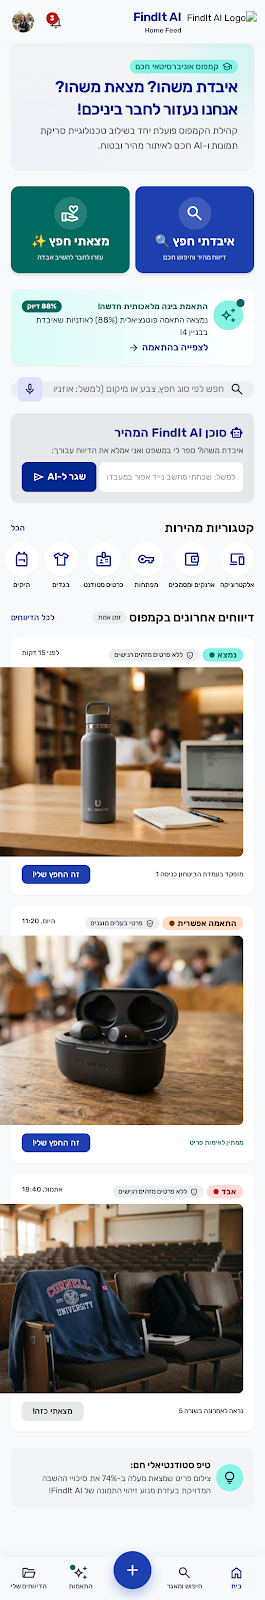 FindIt AI Logo
FindIt AI
Home Feed
3
קמפוס אוניברסיטאי חכם
איבדת משהו? מצאת משהו?
אנחנו נעזור לחבר ביניכם!
קהילת הקמפוס פועלת יחד בשילוב טכנולוגיית סריקת
תמונות ו-AI חכם לאיתור מהיר ובטוח.
איבדתי חפץ 🔍
דיווח מהיר וחיפוש חכם
מצאתי חפץ ✨
עזרו לחבר להשיב אבדה
התאמת בינה מלאכותית חדשה!
88% דיוק
נמצאה התאמה פוטנציאלית (88%) לאוזניות שאיבדת
בבניין 4!
לצפייה בהתאמה
חפש לפי סוג חפץ, צבע או מיקום (למשל: אוזניו
סוכן FindIt AI המהיר
איבדת משהו? ספר לי במשפט ואני אמלא את הדיווח עבורך:
למשל: שכחתי מחשב נייד אפור במעבדו
שגר ל-AI
קטגוריות מהירות
הכל
אלקטרוניקה
ארנקים ומסמכים
מפתחות
כרטיס סטודנט
בגדים
תיקים
דיווחים אחרונים בקמפוס
זמן אמת
לכל הדיווחים
נמצא
ללא פרטים מזהים רגישים
לפני 15 דקות
U
מופקד בעמדת הביטחון כניסה 1
זה החפץ שלי!
התאמה אפשרית
פרטי בעלים מוגנים
היום, 11:20
ממתין לאימות פריט
זה החפץ שלי!
אבד
ללא פרטים מזהים רגישים
אתמול, 18:40
CORNELL
UNIVERSITY
נראה לאחרונה בשורה 5
מצאתי כזה!
טיפ סטודנטיאלי חם:
צילום פריט שמצאת מעלה ב-74% את סיכויי ההשבה
המדויקת בעזרת מנוע זיהוי התמונה של FindIt AI!
בית
חיפוש ומאגר
התאמות
הדיווחים שלי